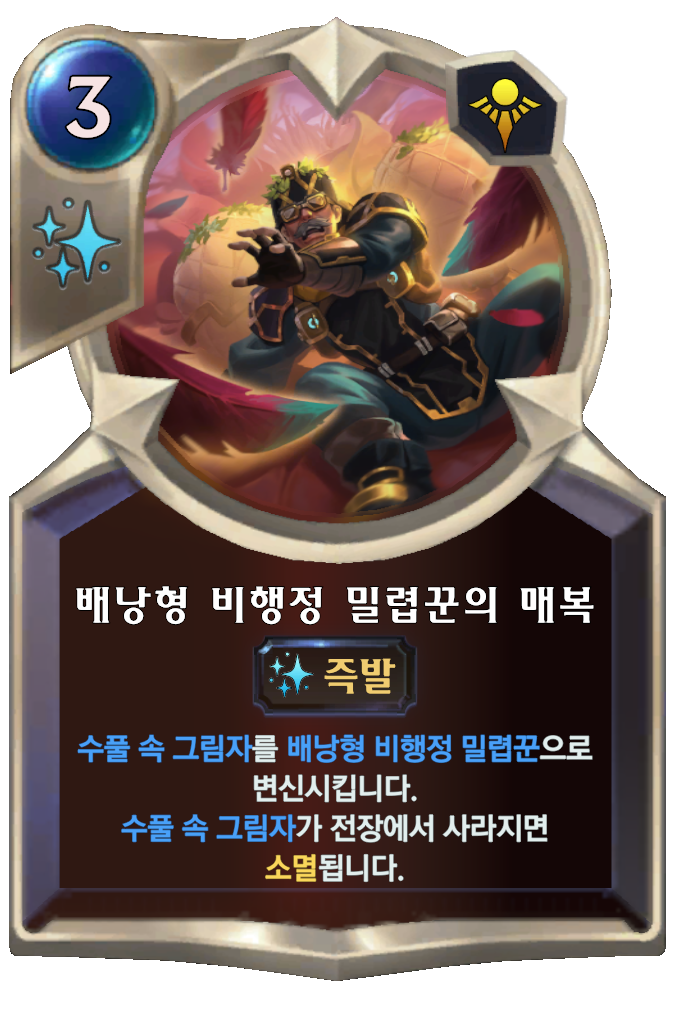 3
배낭형 비행정 밀렵꾼의 매복
즉발
수풀 속 그림자를 배낭형 비행정 밀렵꾼으로
변신시킵니다.
수풀 속 그림자가 전장에서 사라지면
소멸됩니다.